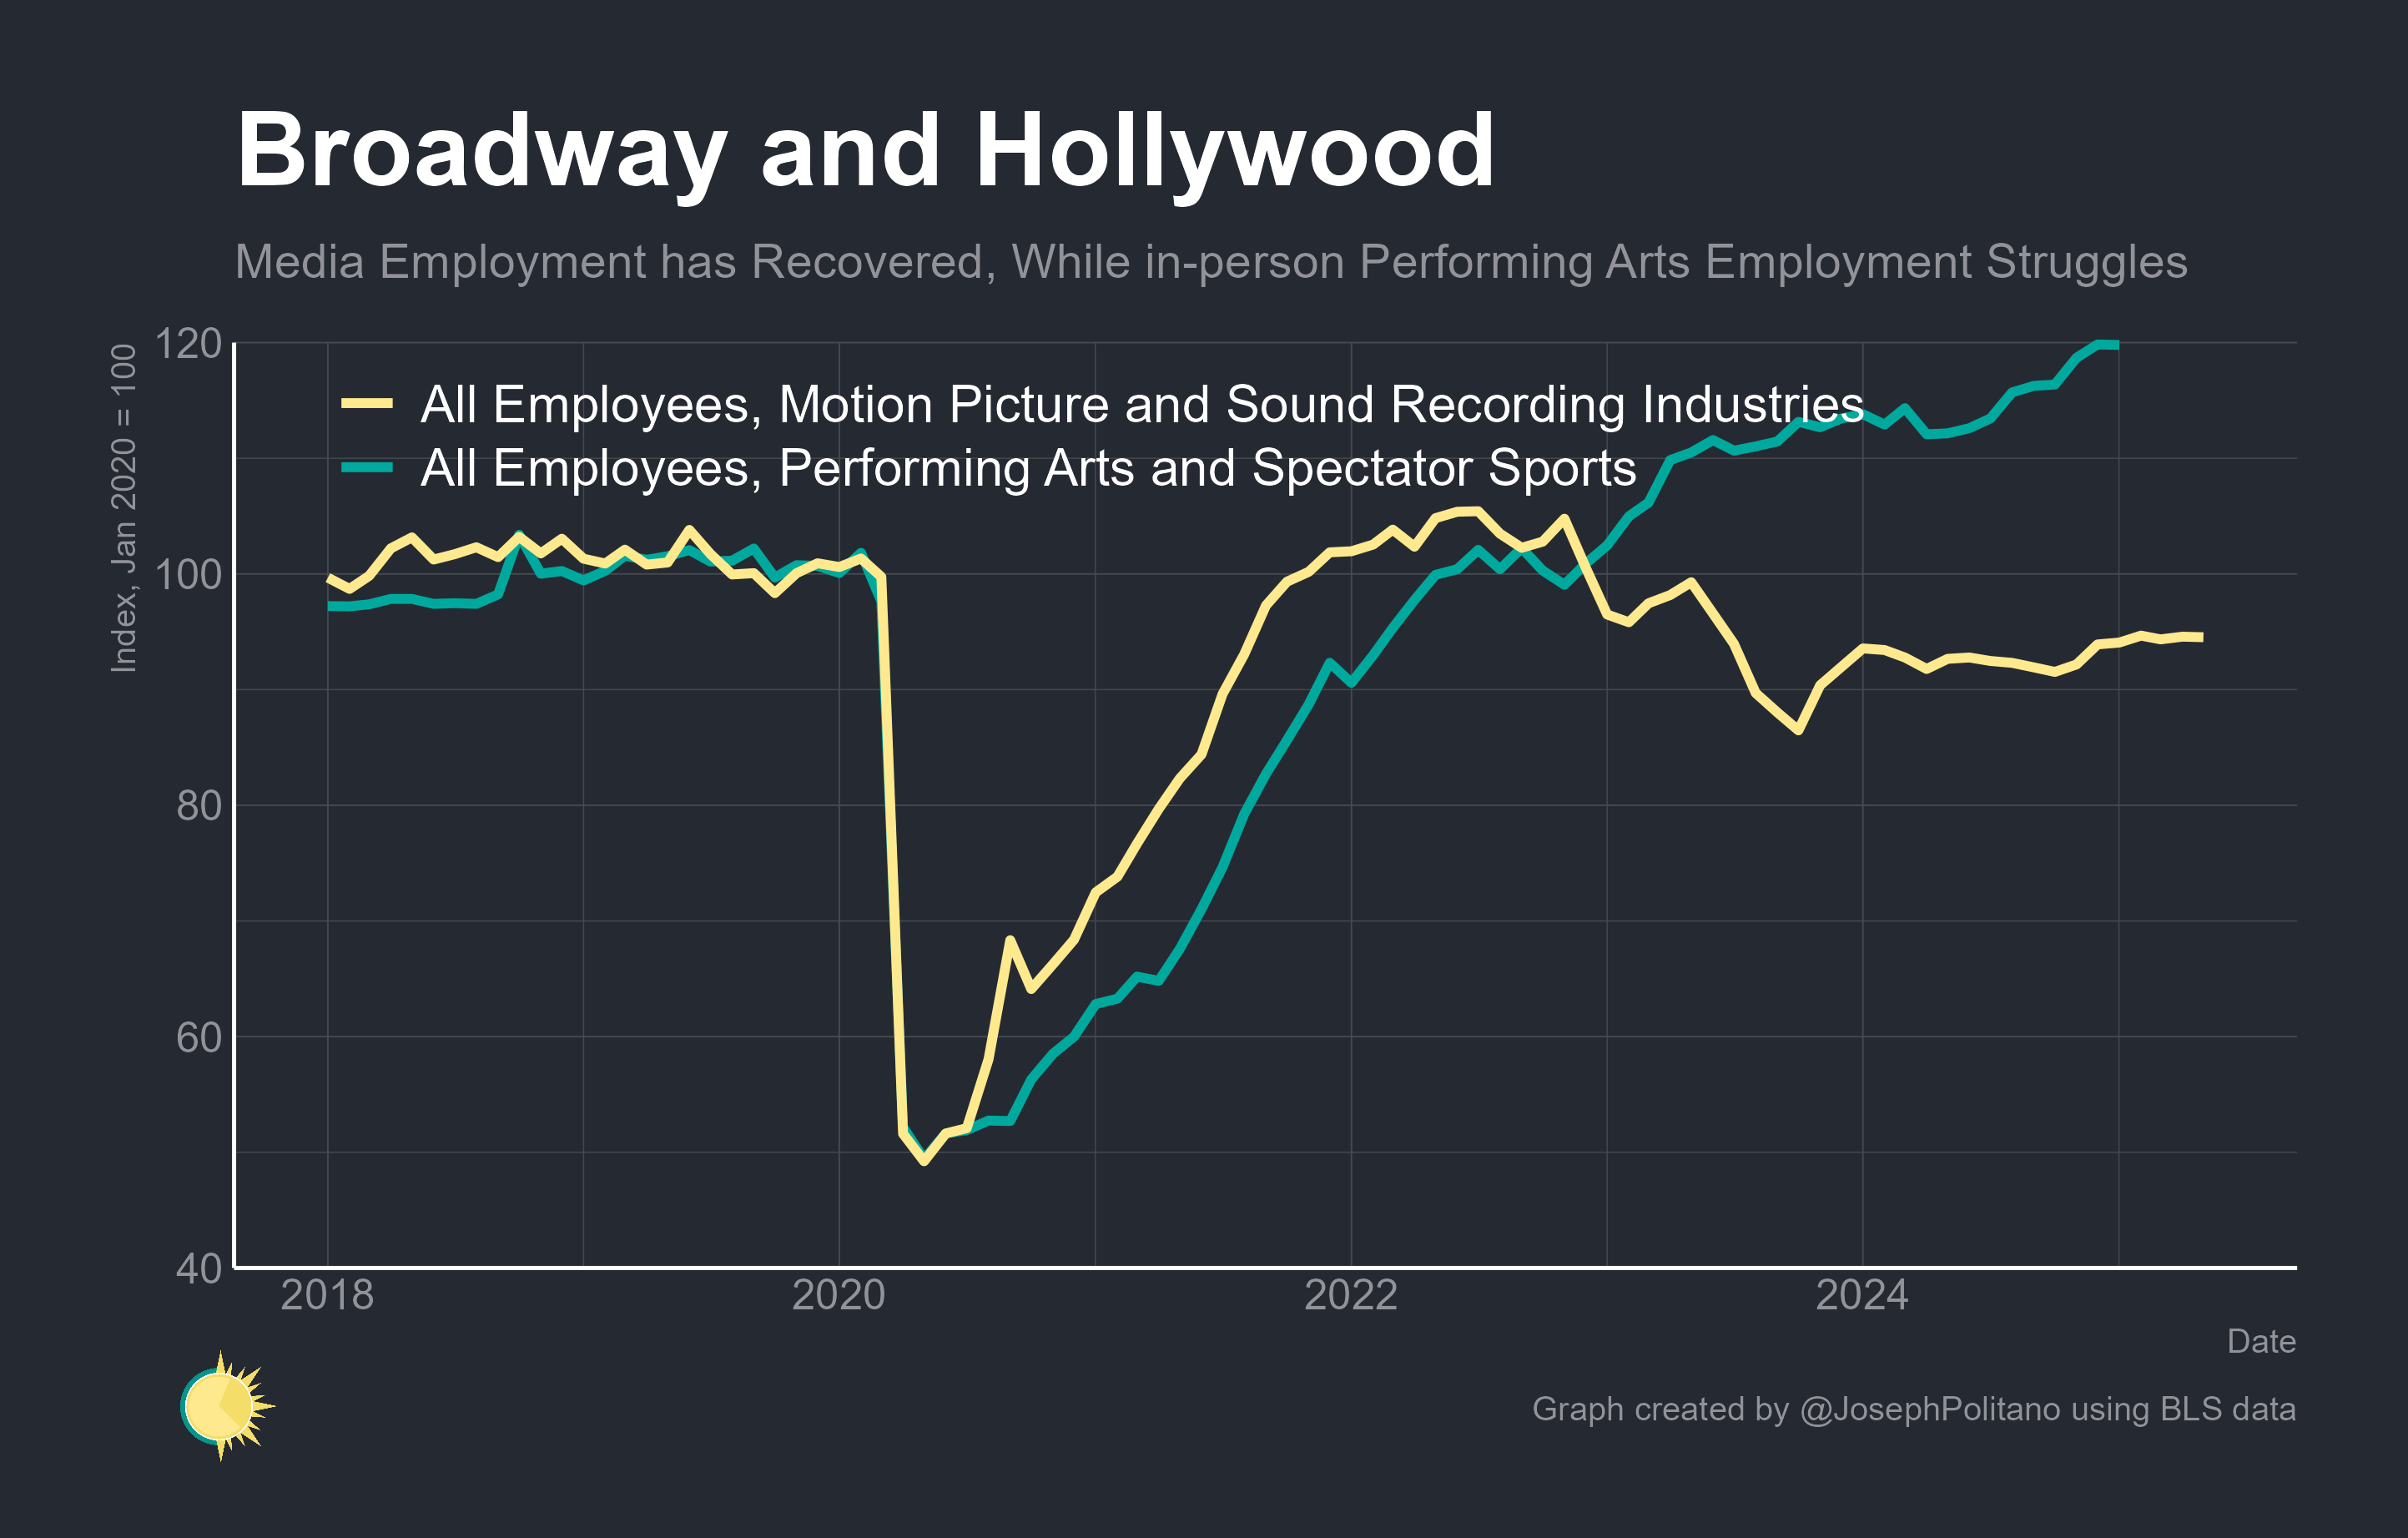 Broadway and Hollywood
Media Employment has Recovered, While in-person Performing Arts Employment Struggles
Index, Jan 2020 = 100
120
100
80
60
40
All Employees, Motion Picture and Sound Recording Industries
All Employees, Performing Arts and Spectator Sports
2018
2020
2022
2024
Date
Graph created by @JosephPolitano using BLS data